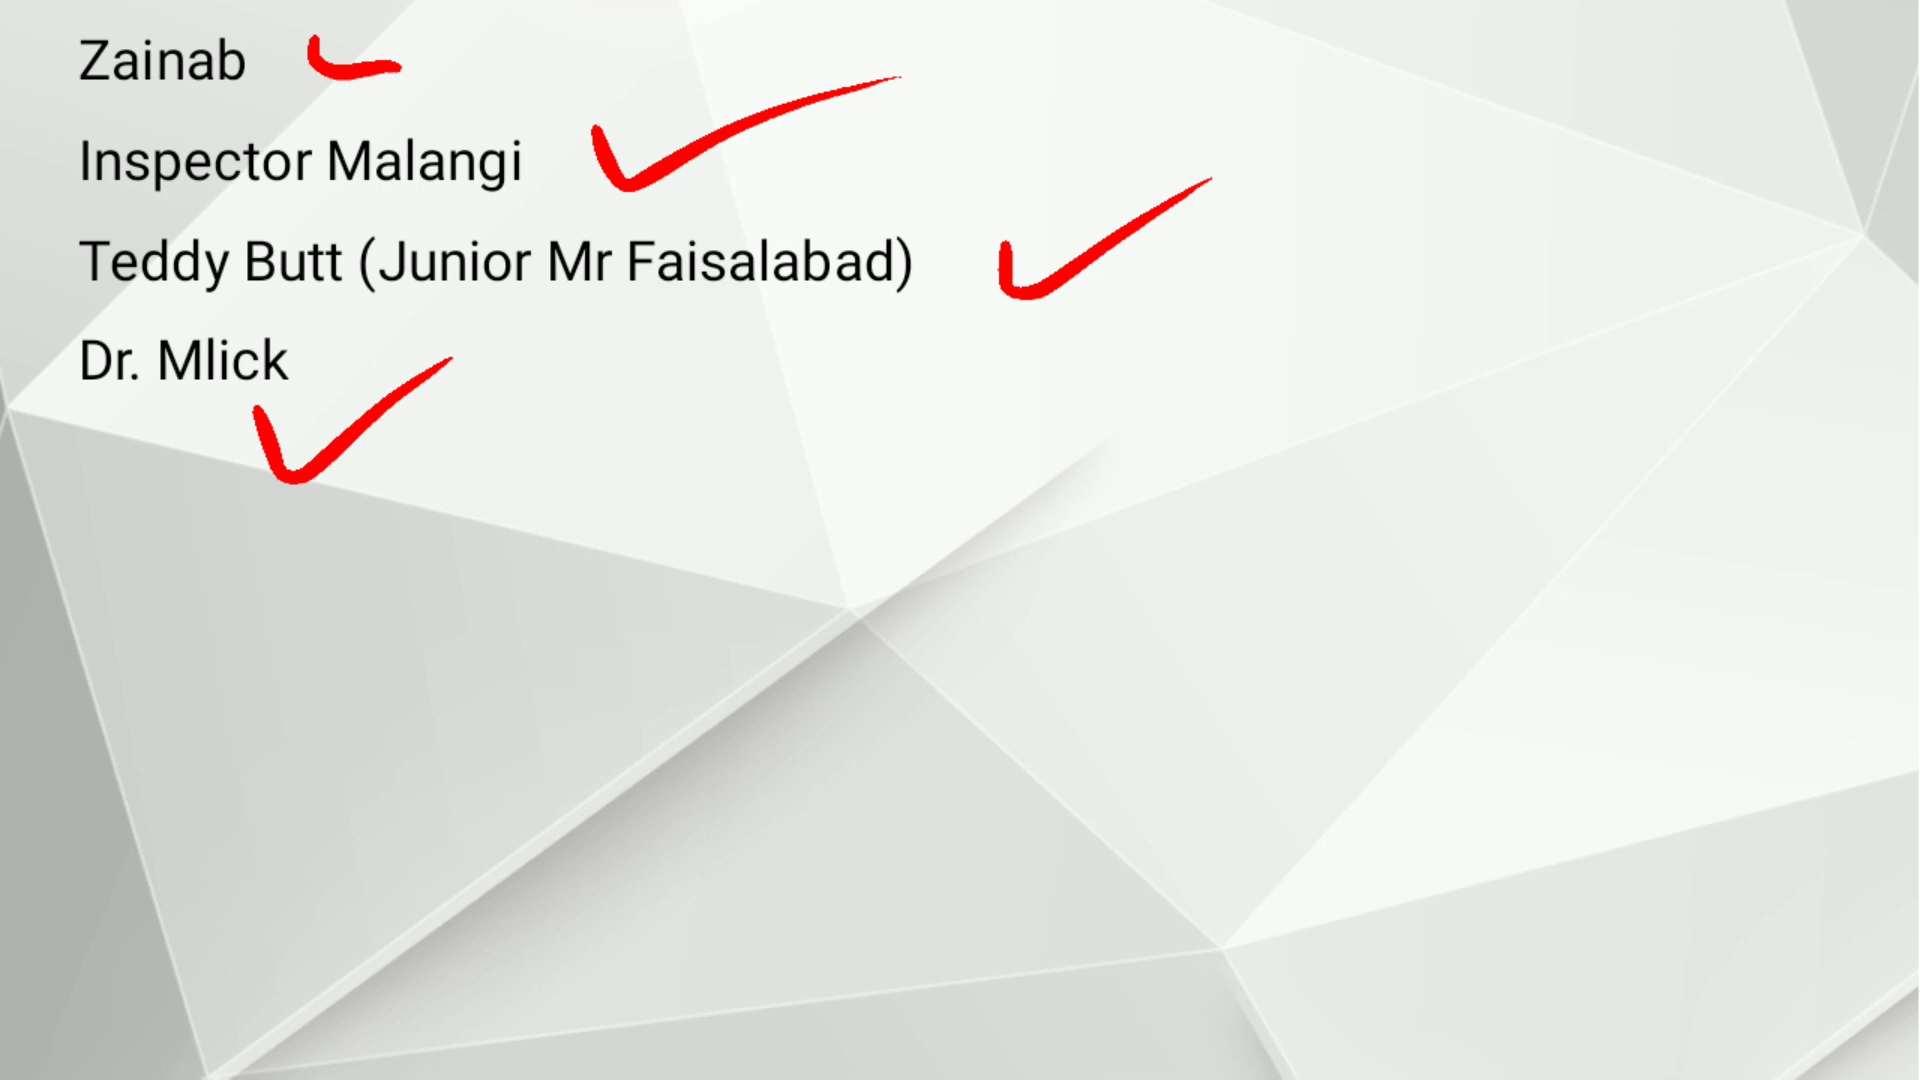 Zainab
Inspector Malangi
Teddy Butt (Junior Mr Faisalabad)
Dr. Mlick